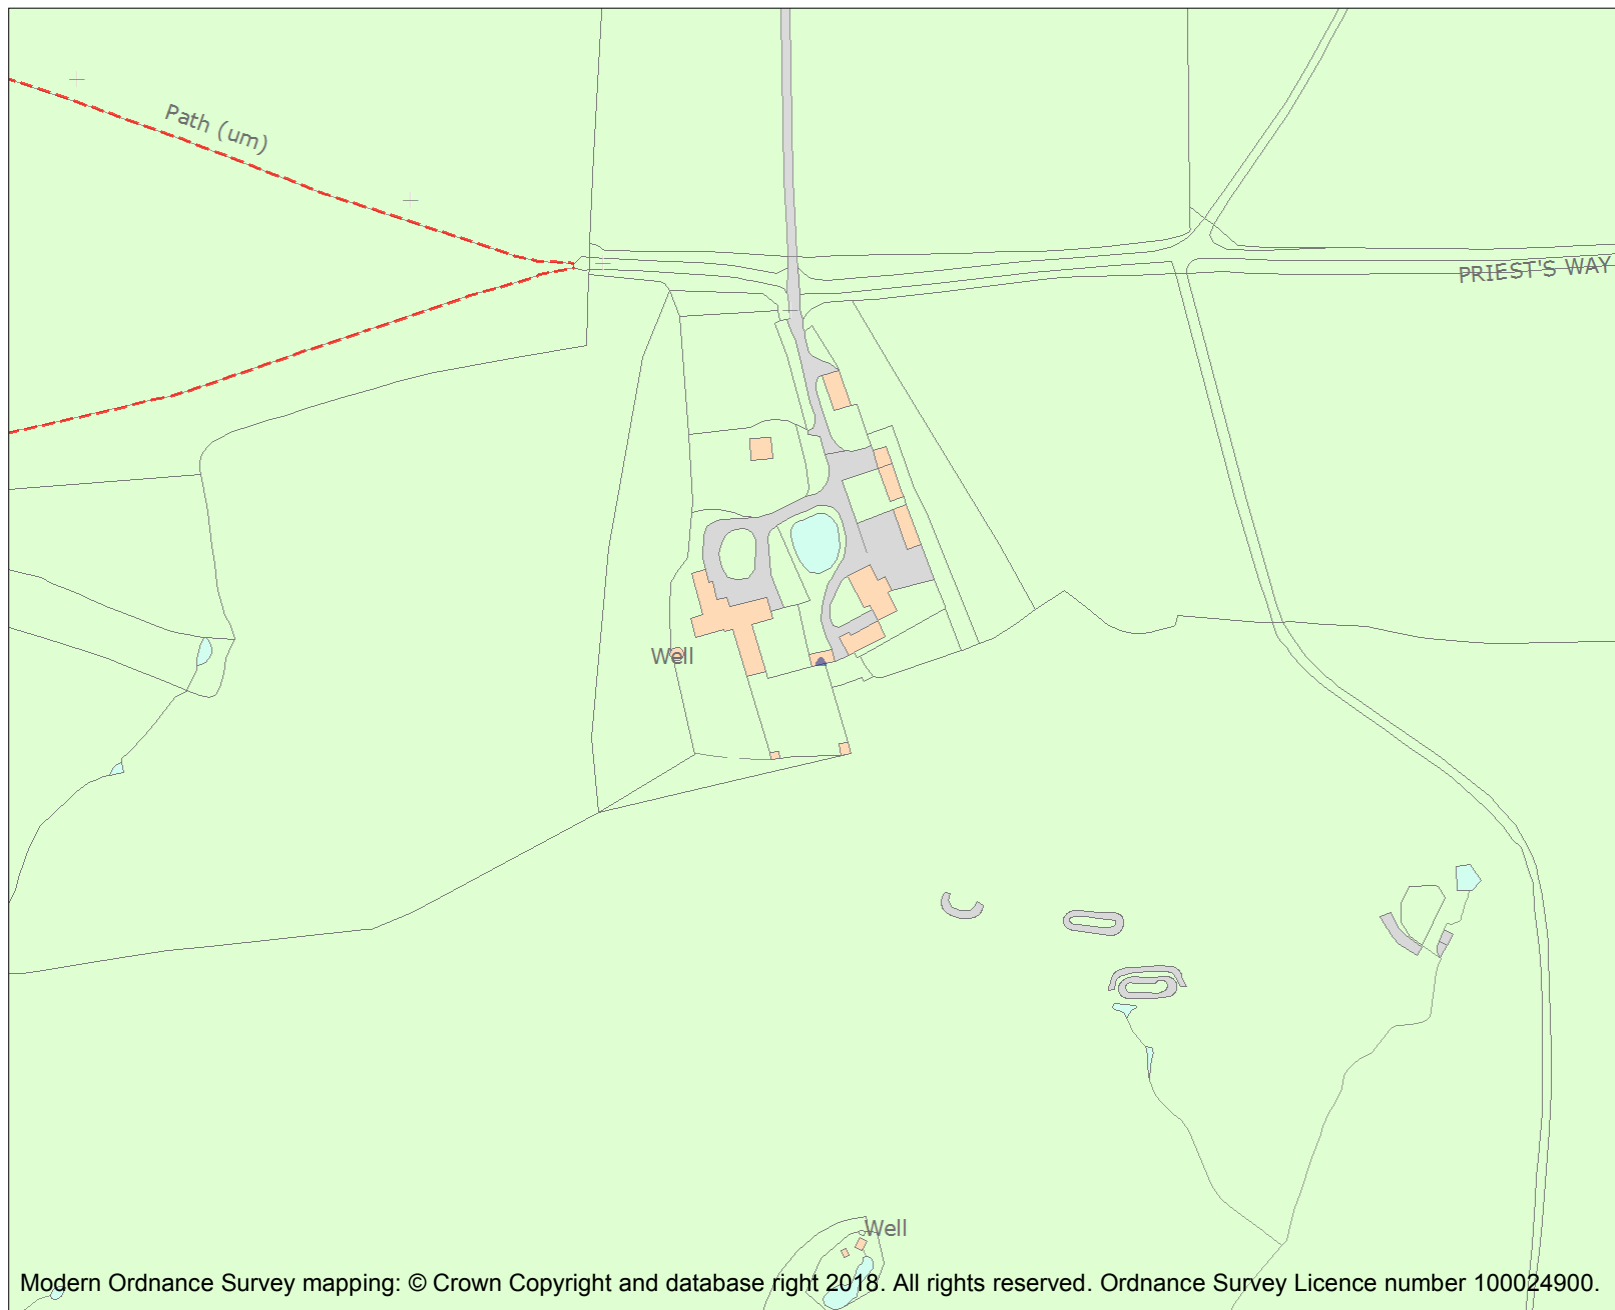 Path (um)
PRIEST'S WAY
Well
Well
Modern Ordnance Survey mapping: © Crown Copyright and database right 2018. All rights reserved. Ordnance Survey Licence number 100024900.